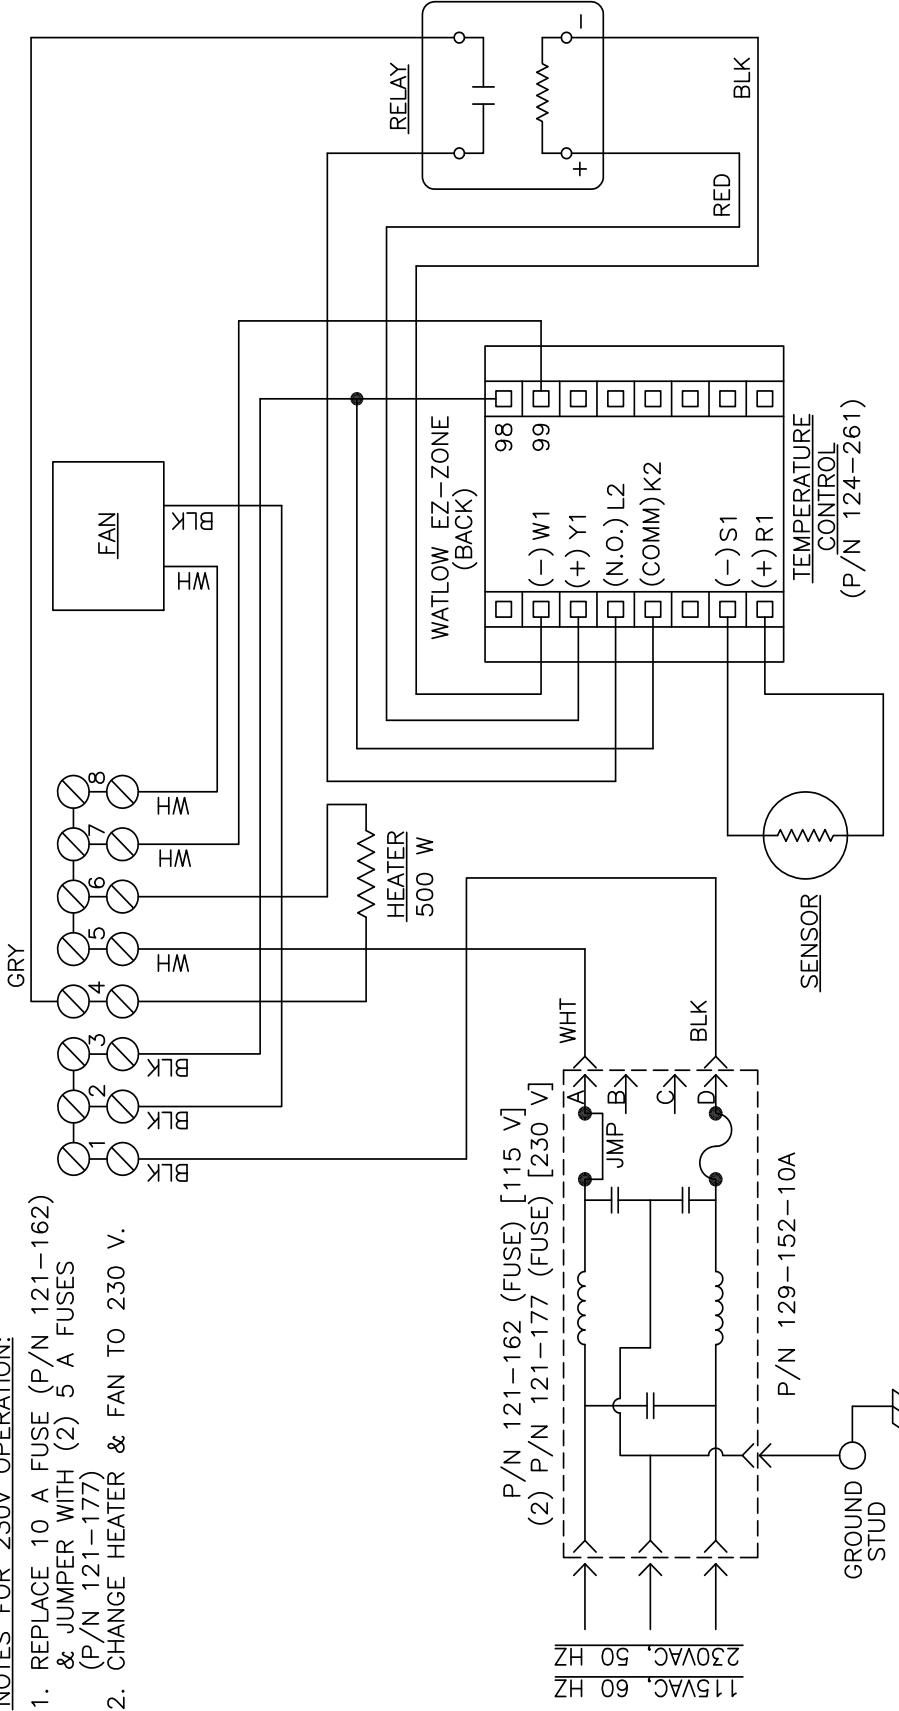 NOTES FOR 230V OPERATION:
1. REPLACE 10 A FUSE (P/N 121-162)
& JUMPER WITH (2) 5 A FUSES
(P/N 121-177)
2. CHANGE HEATER & FAN TO 230 V.
GRY
1
2
3
4
5
6
7
8
BLK
BLK
BLK
WH
WH
WH
FAN
WH
BLK
RELAY
-
+
RED
BLK
HEATER
500 W
WATLOW EZ-ZONE
(BACK)
98
99
(-) W1
(+) Y1
(N.O.) L2
(COMM) K2
(-) S1
(+) R1
TEMPERATURE
CONTROL
(P/N 124-261)
SENSOR
WHT
BLK
P/N 121-162 (FUSE) [115 V]
(2) P/N 121-177 (FUSE) [230 V]
A
B
C
D
JMP
P/N 129-152-10A
GROUND
STUD
115VAC, 60 HZ
230VAC, 50 HZ